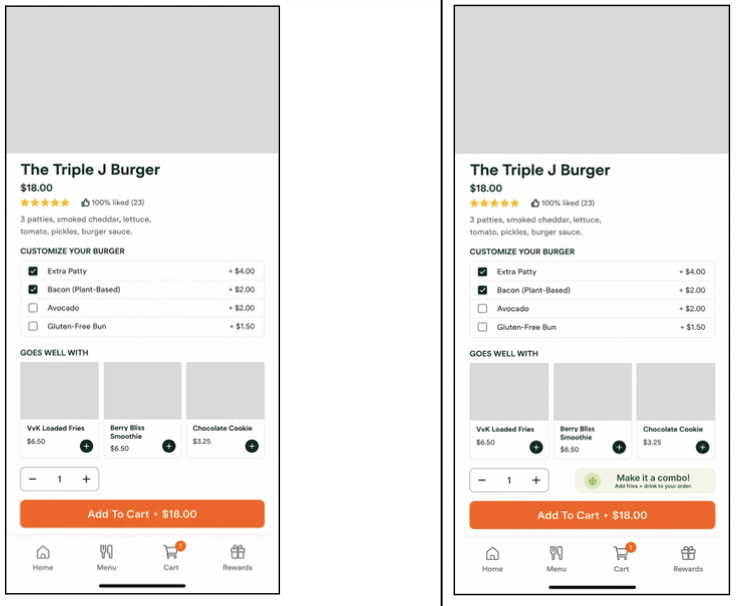 The Triple J Burger
$18.00
100% liked (23)
3 patties, smoked cheddar, lettuce,
tomato, pickles, burger sauce.
CUSTOMIZE YOUR BURGER
Extra Patty + $4.00
Bacon (Plant-Based) + $2.00
Avocado + $2.00
Gluten-Free Bun + $1.50
GOES WELL WITH
VvK Loaded Fries
$6.50
Berry Bliss
Smoothie
$6.50
Chocolate Cookie
$3.25
− 1 +
Add To Cart • $18.00
1
Home Menu Cart Rewards
The Triple J Burger
$18.00
100% liked (23)
3 patties, smoked cheddar, lettuce,
tomato, pickles, burger sauce.
CUSTOMIZE YOUR BURGER
Extra Patty + $4.00
Bacon (Plant-Based) + $2.00
Avocado + $2.00
Gluten-Free Bun + $1.50
GOES WELL WITH
VvK Loaded Fries
$6.50
Berry Bliss
Smoothie
$6.50
Chocolate Cookie
$3.25
− 1 +
Make it a combo!
Add fries + drink to your order.
Add To Cart • $18.00
1
Home Menu Cart Rewards